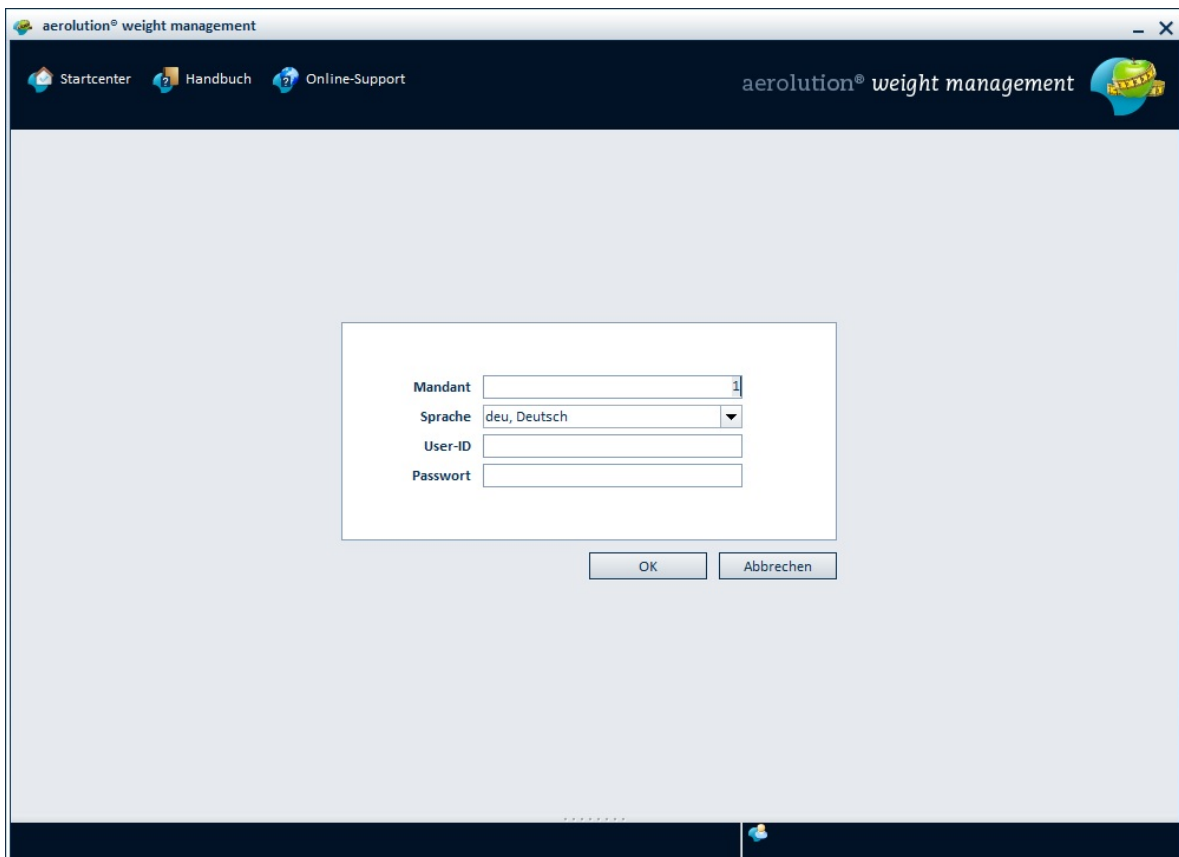 aerolution® weight management
Startcenter Handbuch Online-Support
aerolution® weight management
Mandant 1
Sprache deu, Deutsch
User-ID
Passwort
OK Abbrechen